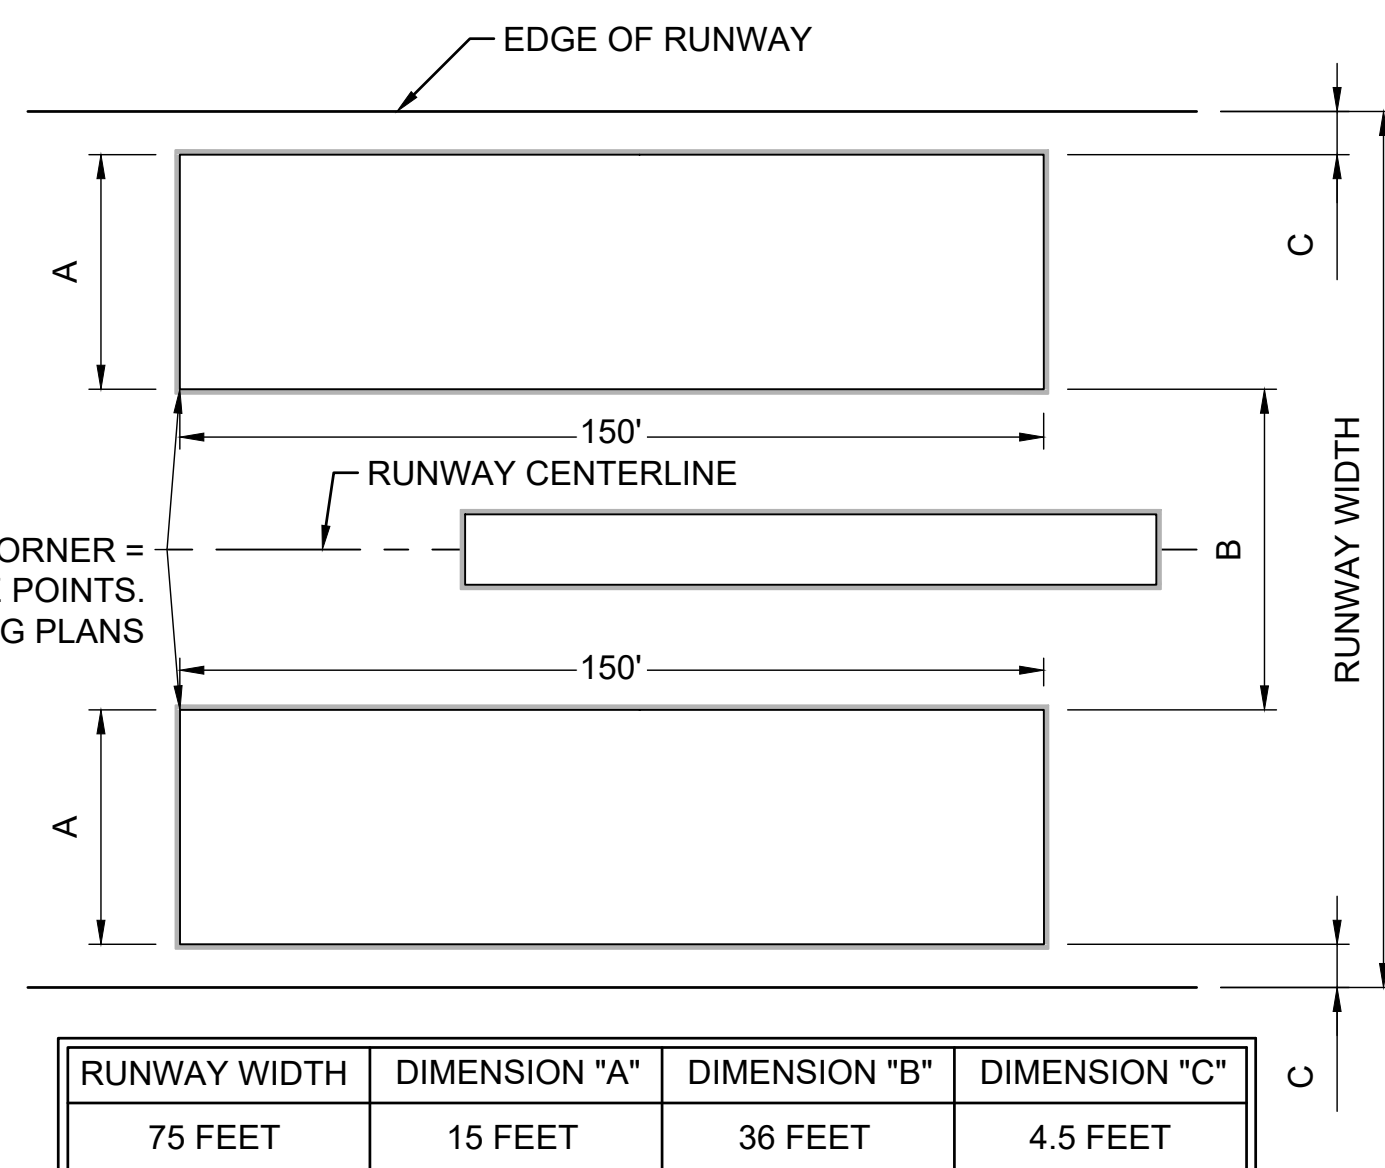 EDGE OF RUNWAY
A
C
150'
RUNWAY CENTERLINE
RUNWAY WIDTH
B
ORNER =
POINTS.
G PLANS
150'
A
C
RUNWAY WIDTH DIMENSION "A" DIMENSION "B" DIMENSION "C"
75 FEET 15 FEET 36 FEET 4.5 FEET